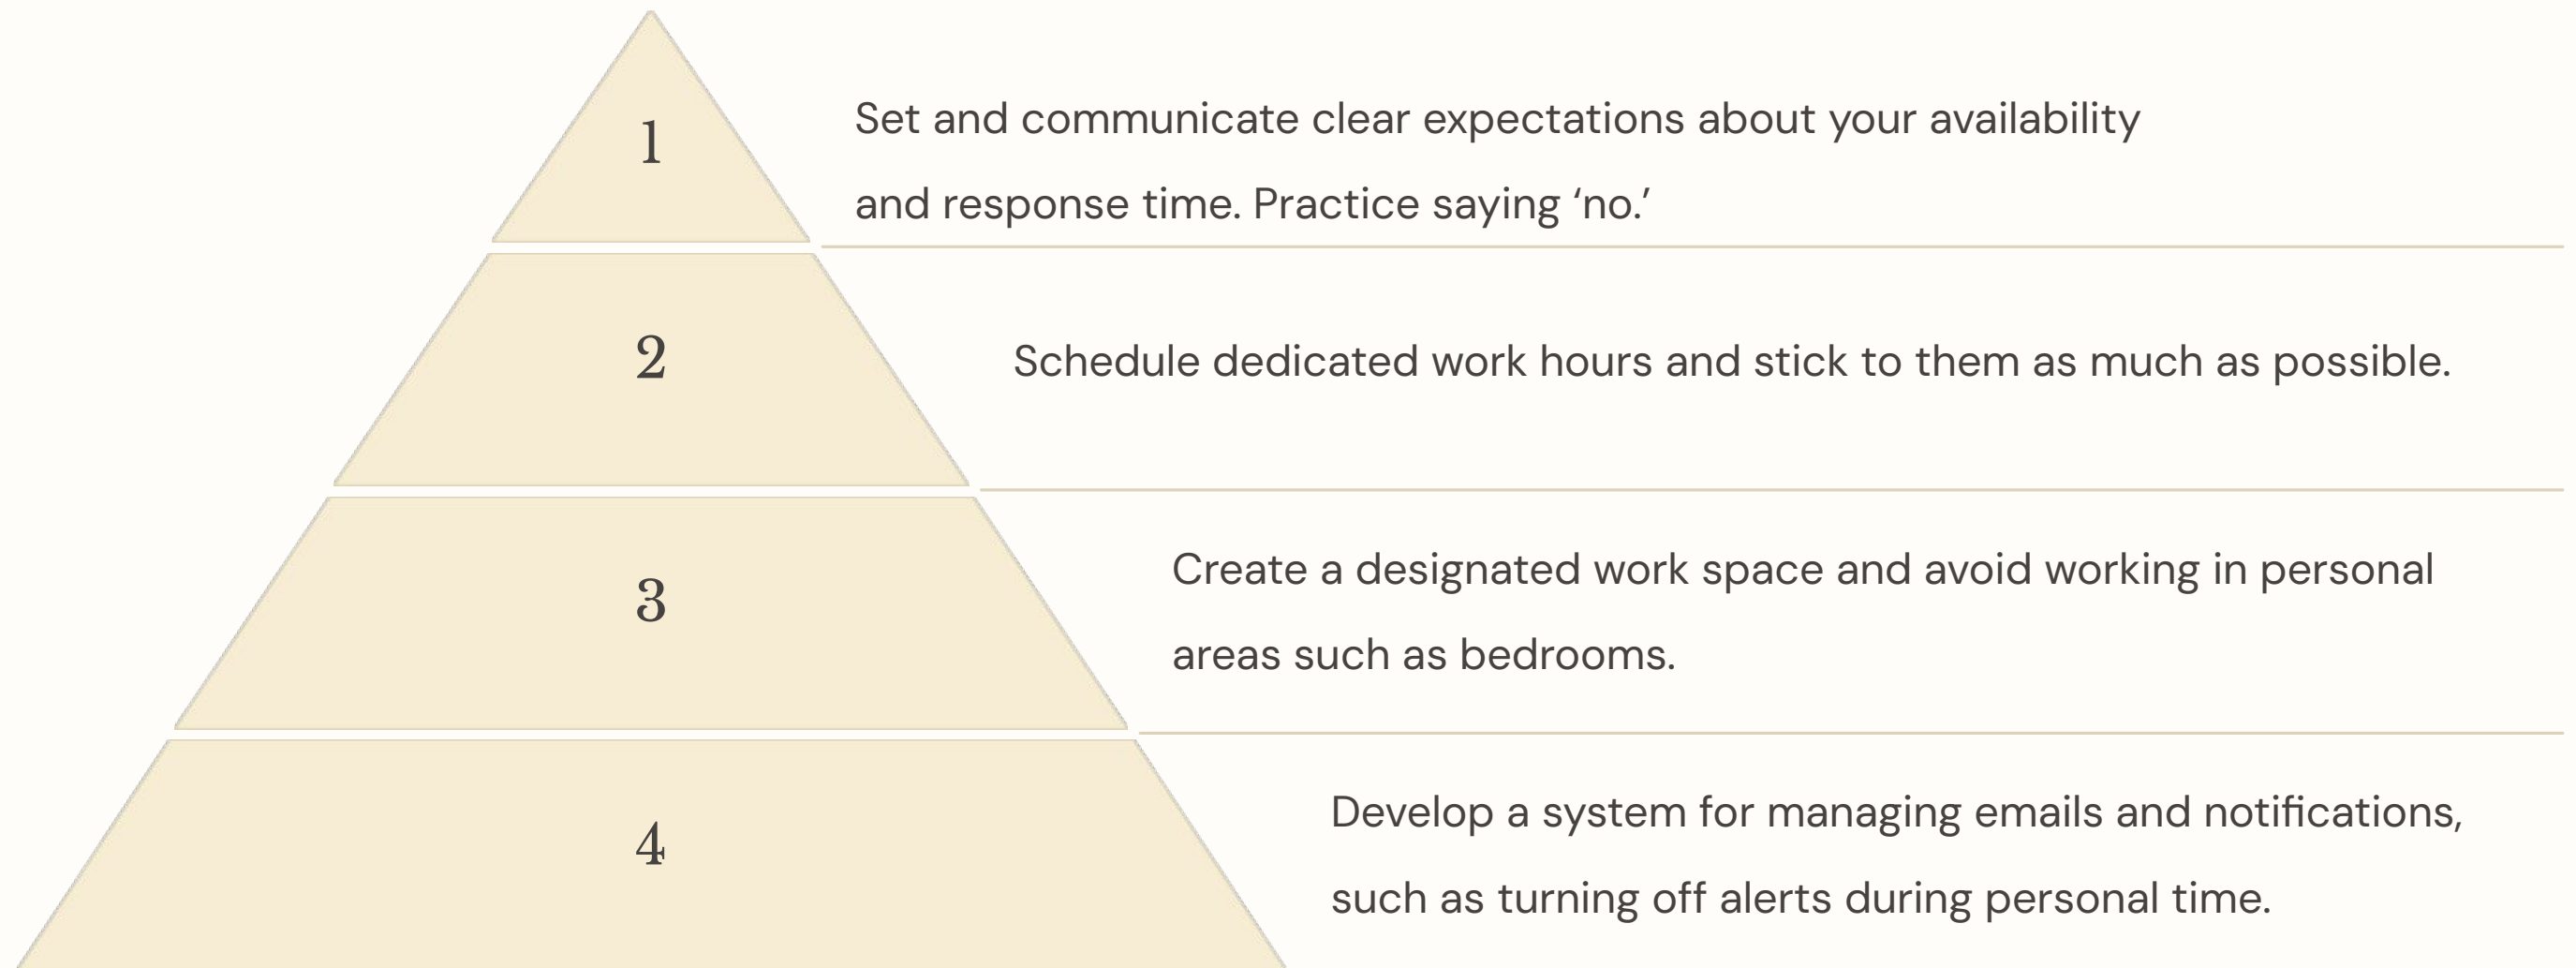 1
Set and communicate clear expectations about your availability
and response time. Practice saying ‘no.’
2
Schedule dedicated work hours and stick to them as much as possible.
3
Create a designated work space and avoid working in personal
areas such as bedrooms.
4
Develop a system for managing emails and notifications,
such as turning off alerts during personal time.